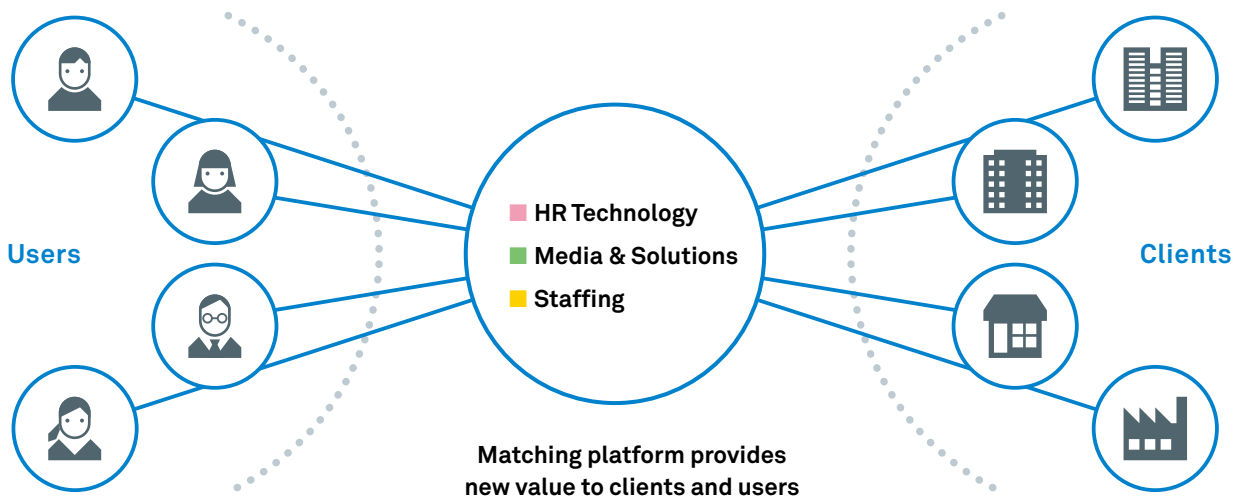 HR Technology
Media & Solutions
Staffing
Users
Clients
Matching platform provides
new value to clients and users